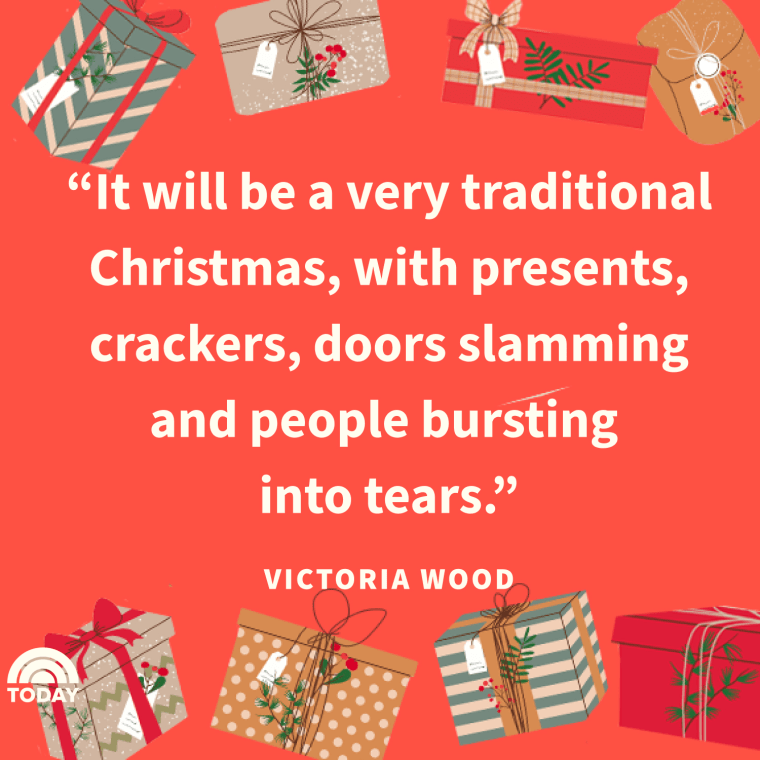 “It will be a very traditional
Christmas, with presents,
crackers, doors slamming
and people bursting
into tears.”
VICTORIA WOOD
TODAY